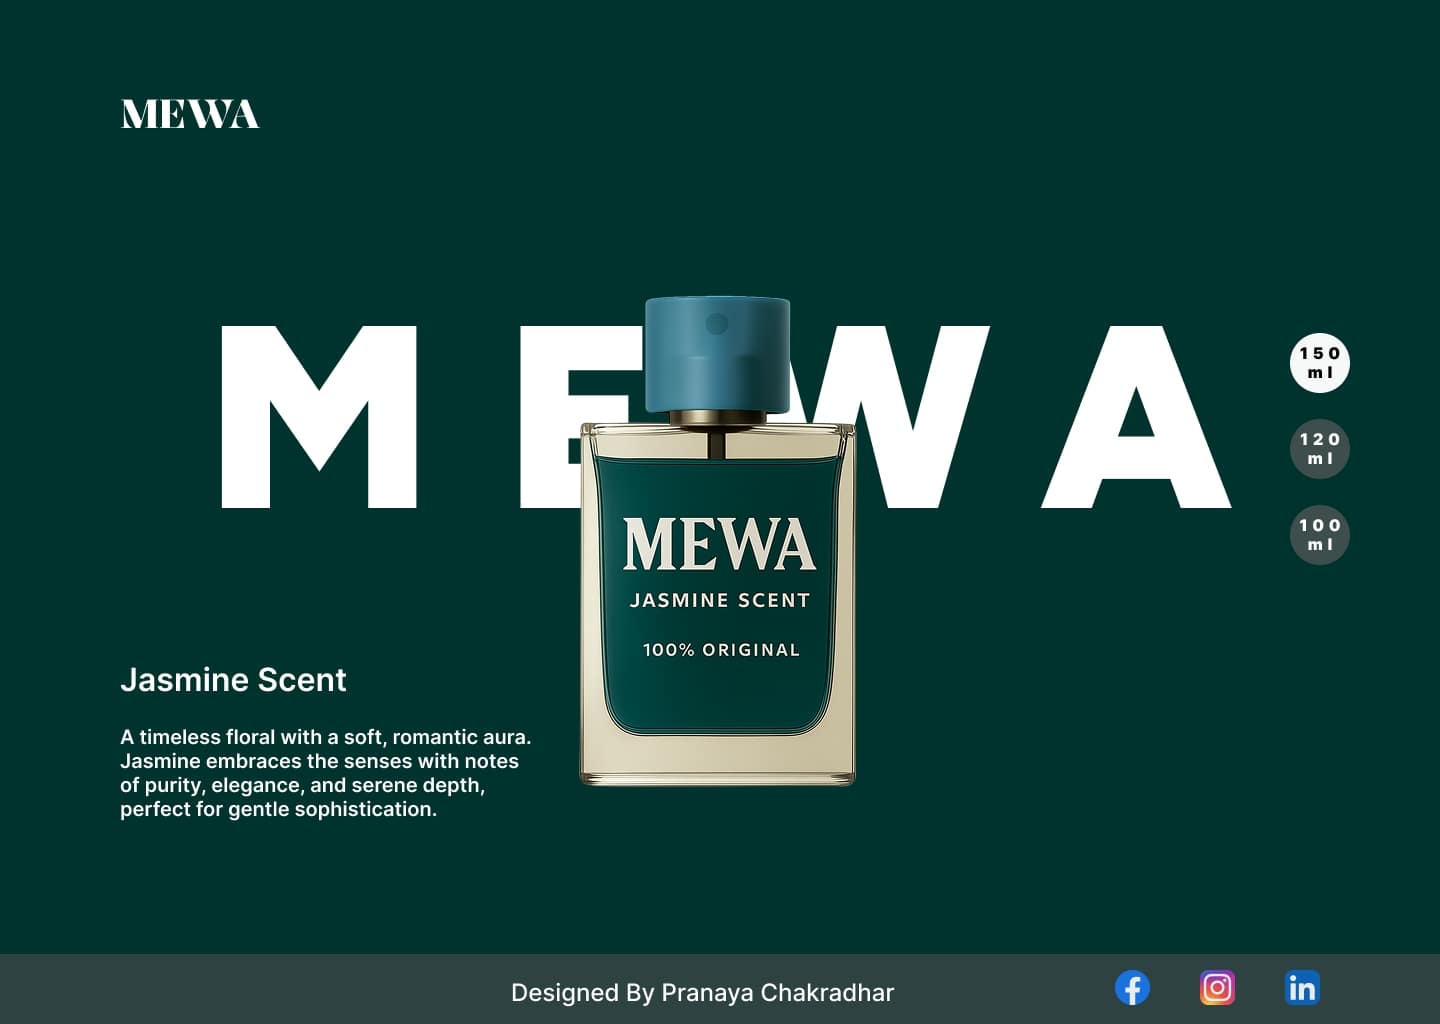 MEWA
MEWA
150
ml
120
ml
100
ml
MEWA
JASMINE SCENT
100% ORIGINAL
Jasmine Scent
A timeless floral with a soft, romantic aura.
Jasmine embraces the senses with notes
of purity, elegance, and serene depth,
perfect for gentle sophistication.
Designed By Pranaya Chakradhar
f
in